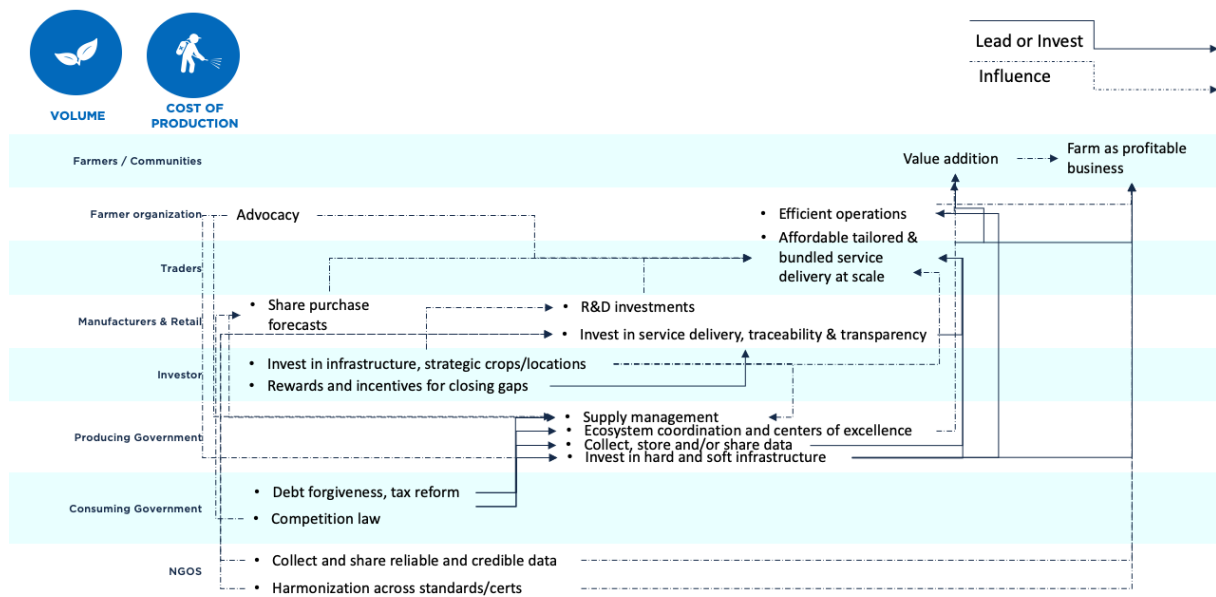 VOLUME
COST OF
PRODUCTION
Lead or Invest
Influence
Farmers / Communities
Value addition
Farm as profitable
business
Farmer organization
Advocacy
• Efficient operations
• Affordable tailored &
bundled service
delivery at scale
Traders
Manufacturers & Retail
• Share purchase
forecasts
• R&D investments
• Invest in service delivery, traceability & transparency
Investor
• Invest in infrastructure, strategic crops/locations
• Rewards and incentives for closing gaps
Producing Government
• Supply management
• Ecosystem coordination and centers of excellence
• Collect, store and/or share data
• Invest in hard and soft infrastructure
Consuming Government
• Debt forgiveness, tax reform
• Competition law
NGOS
• Collect and share reliable and credible data
• Harmonization across standards/certs